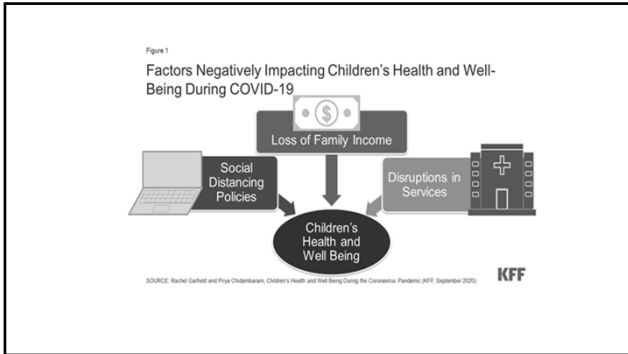 Figure 1
Factors Negatively Impacting Children's Health and Well-
Being During COVID-19
$
Loss of Family Income
Social
Distancing
Policies
Disruptions in
Services
Children's
Health and
Well Being
SOURCE: Rachel Garfield and Priya Chidambaram, Children's Health and Well Being During the Coronavirus Pandemic (KFF, September 2020)
KFF